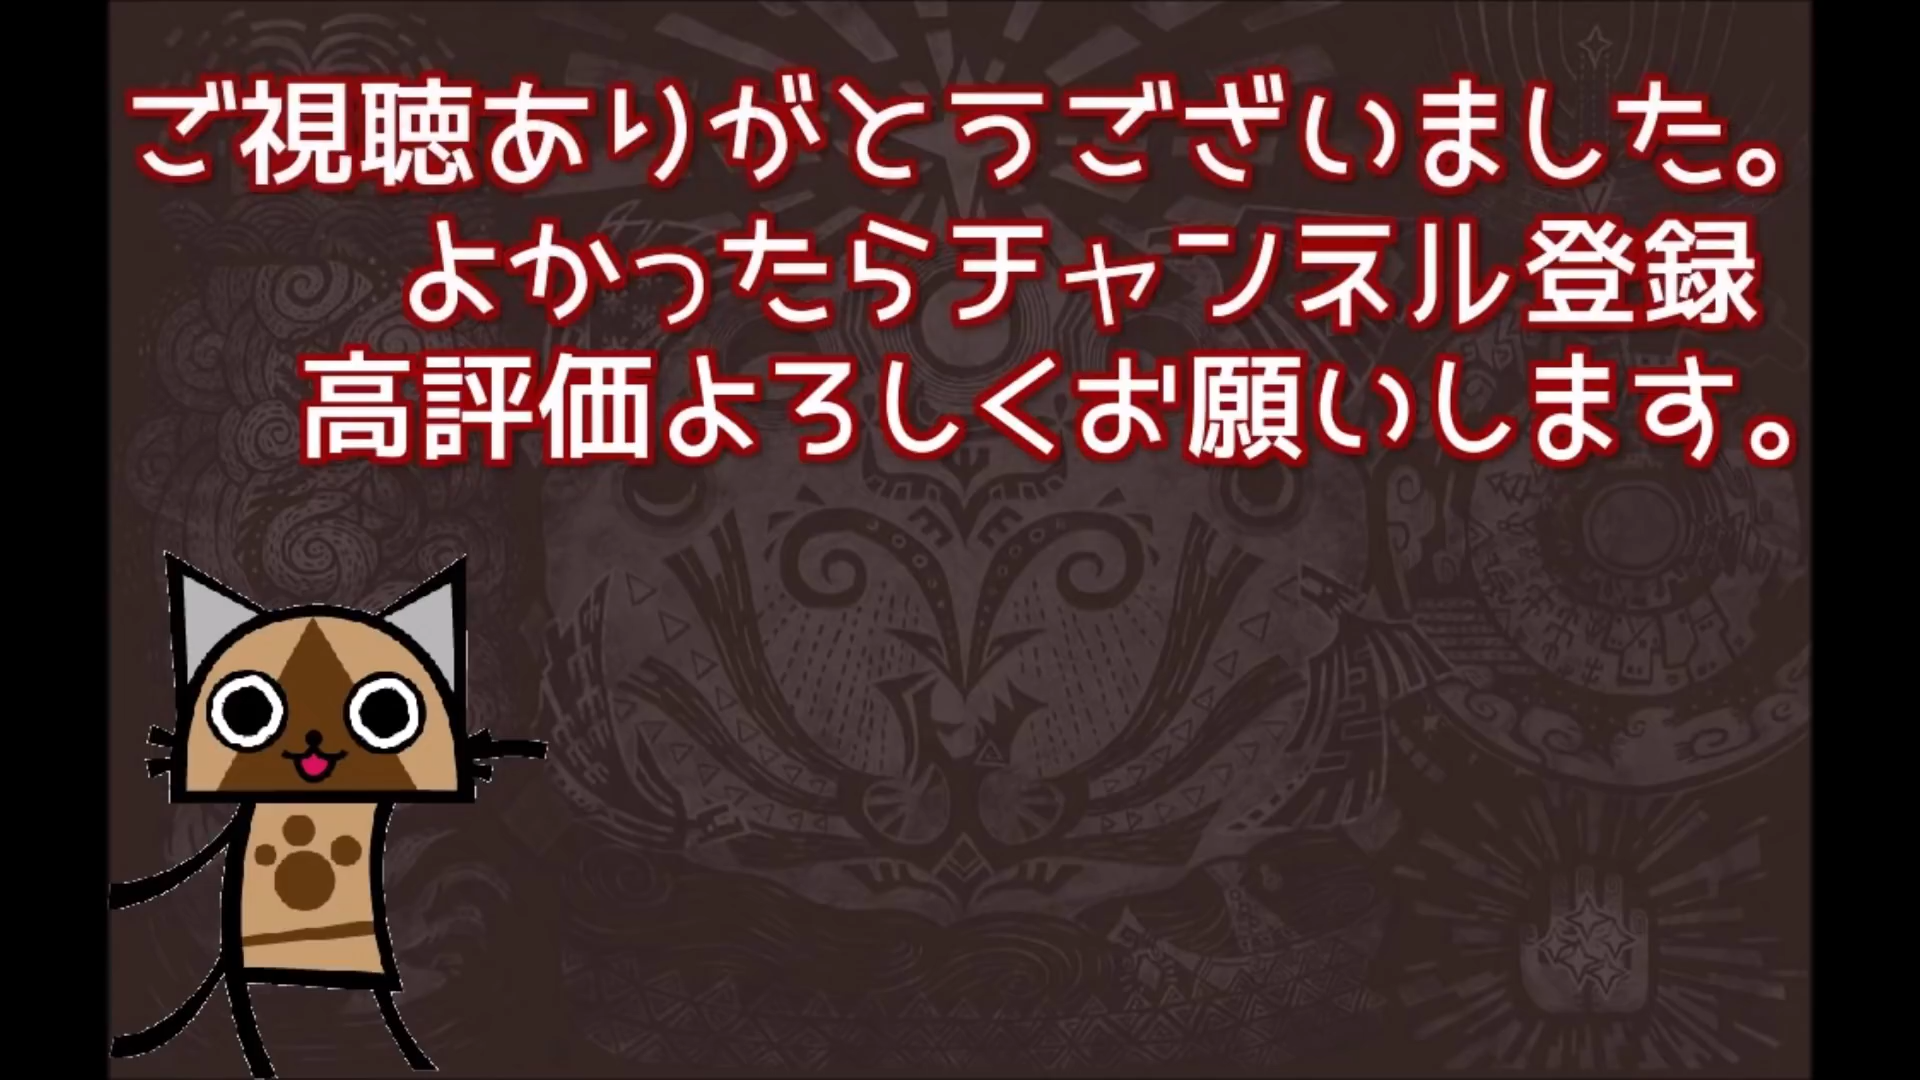 ご視聴ありがとうございました。
よかったらチャンネル登録
高評価よろしくお願いします。